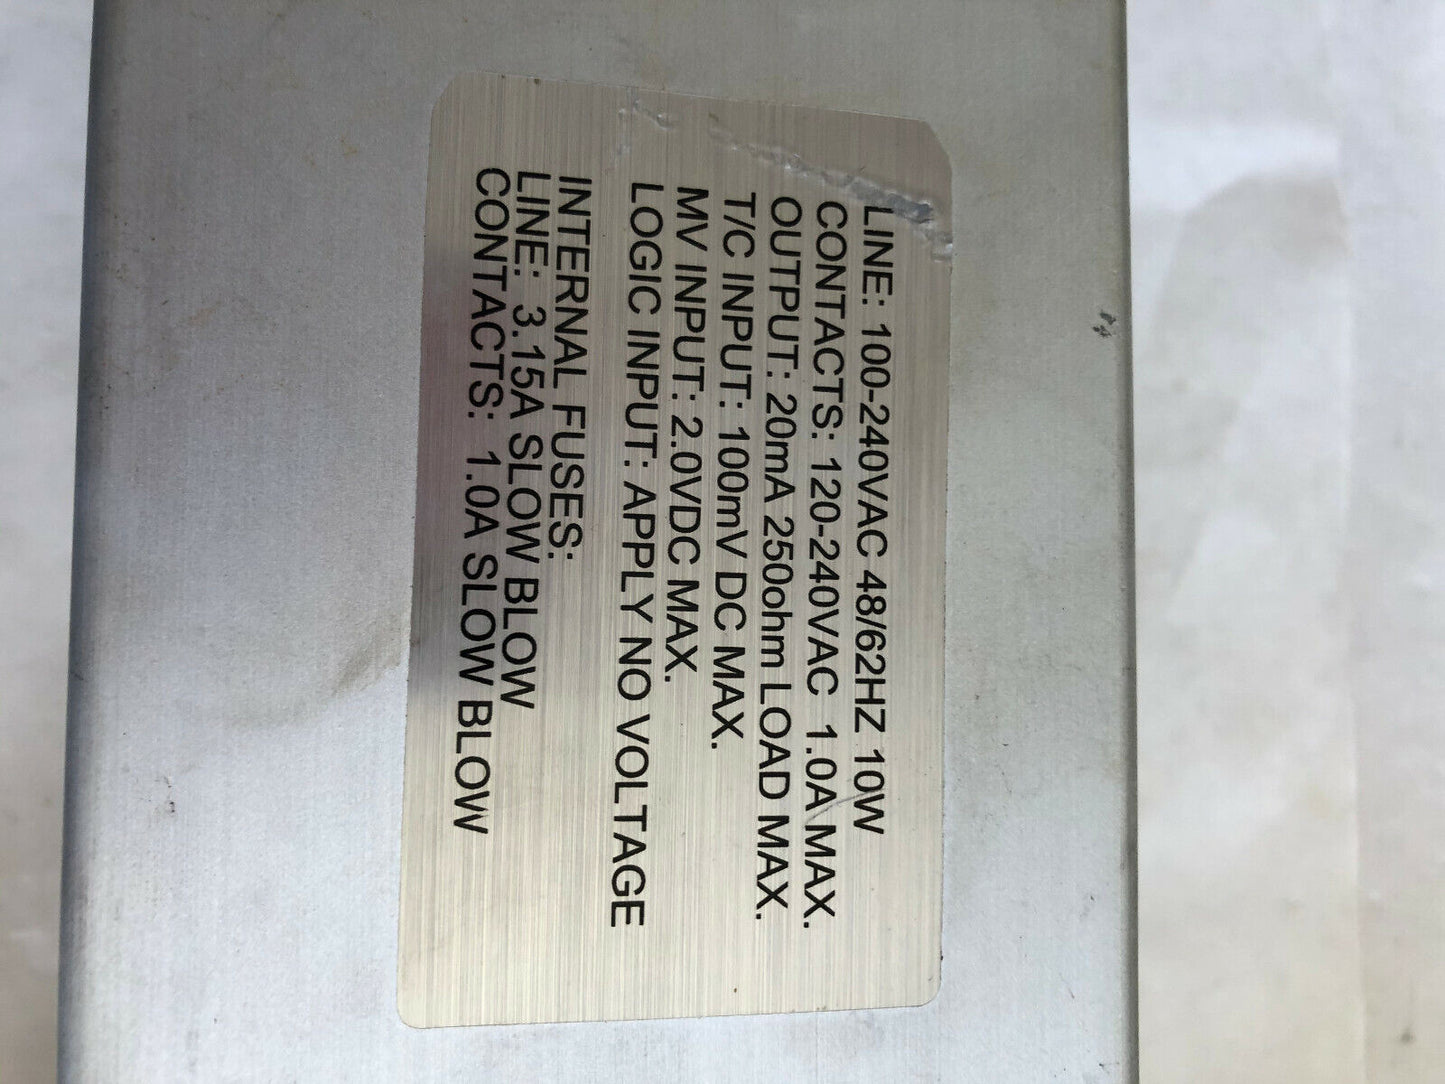 LINE: 100-240VAC 48/62HZ 10W
CONTACTS: 120-240VAC 1.0A MAX.
OUTPUT: 20mA 250ohm LOAD MAX.
T/C INPUT: 100mV DC MAX.
MV INPUT: 2.0VDC MAX.
LOGIC INPUT: APPLY NO VOLTAGE
INTERNAL FUSES:
LINE: 3.15A SLOW BLOW
CONTACTS: 1.0A SLOW BLOW